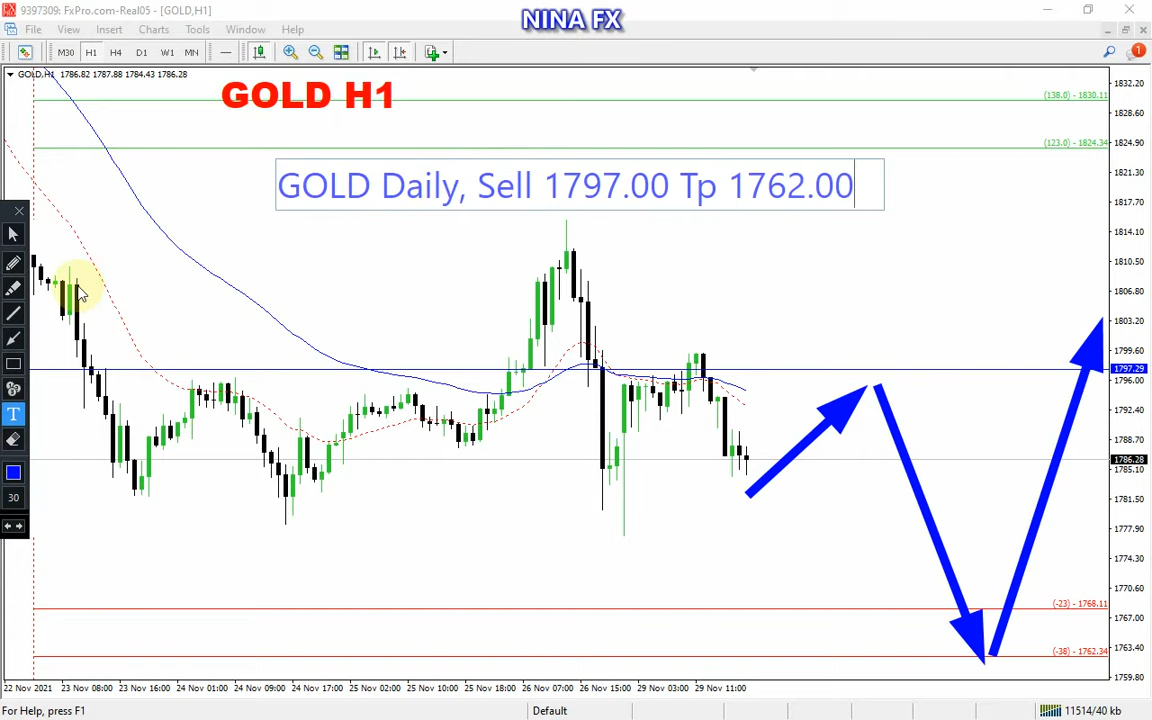 9397309: FxPro.com-Real05 - [GOLD,H1]
NINA FX
File View Insert Charts Tools Window Help
M30 H1 H4 D1 W1 MN
1
GOLD,H1 1786.82 1787.88 1784.43 1786.28
GOLD H1
GOLD Daily, Sell 1797.00 Tp 1762.00
(138.0) - 1830.11
(123.0) - 1824.34
(-23) - 1768.11
(-38) - 1762.34
1832.20
1828.60
1824.90
1821.30
1817.70
1814.10
1810.50
1806.80
1803.20
1799.60
1797.29
1796.00
1792.40
1788.70
1786.28
1785.10
1781.50
1777.90
1774.30
1770.60
1767.00
1763.40
1759.80
T
30
22 Nov 2021 23 Nov 08:00 23 Nov 16:00 24 Nov 01:00 24 Nov 09:00 24 Nov 17:00 25 Nov 02:00 25 Nov 10:00 25 Nov 18:00 26 Nov 07:00 26 Nov 15:00 29 Nov 03:00 29 Nov 11:00
For Help, press F1
Default
11514/40 kb